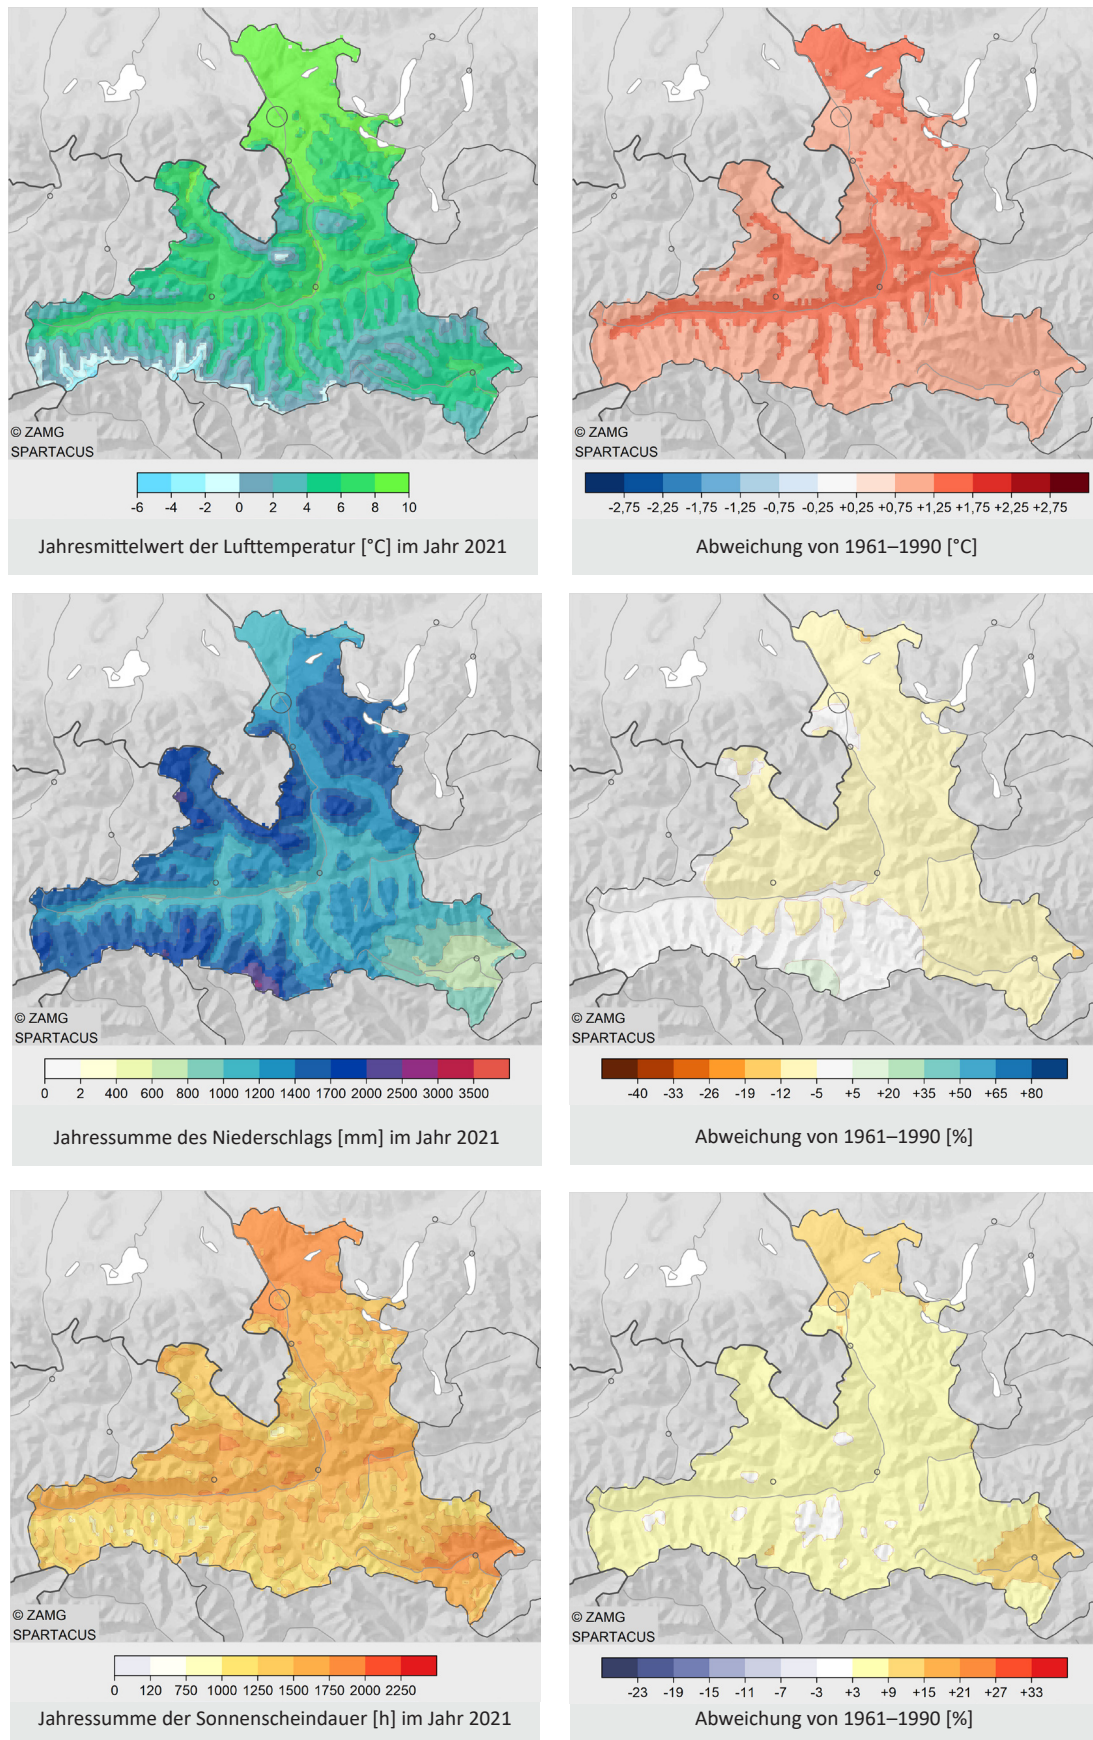 © ZAMG
SPARTACUS
-6 -4 -2 0 2 4 6 8 10
Jahresmittelwert der Lufttemperatur [°C] im Jahr 2021
© ZAMG
SPARTACUS
-2,75 -2,25 -1,75 -1,25 -0,75 -0,25 +0,25 +0,75 +1,25 +1,75 +2,25 +2,75
Abweichung von 1961–1990 [°C]
© ZAMG
SPARTACUS
0 2 400 600 800 1000 1200 1400 1700 2000 2500 3000 3500
Jahressumme des Niederschlags [mm] im Jahr 2021
© ZAMG
SPARTACUS
-40 -33 -26 -19 -12 -5 +5 +20 +35 +50 +65 +80
Abweichung von 1961–1990 [%]
© ZAMG
SPARTACUS
0 120 750 1000 1250 1500 1750 2000 2250
Jahressumme der Sonnenscheindauer [h] im Jahr 2021
© ZAMG
SPARTACUS
-23 -19 -15 -11 -7 -3 +3 +9 +15 +21 +27 +33
Abweichung von 1961–1990 [%]